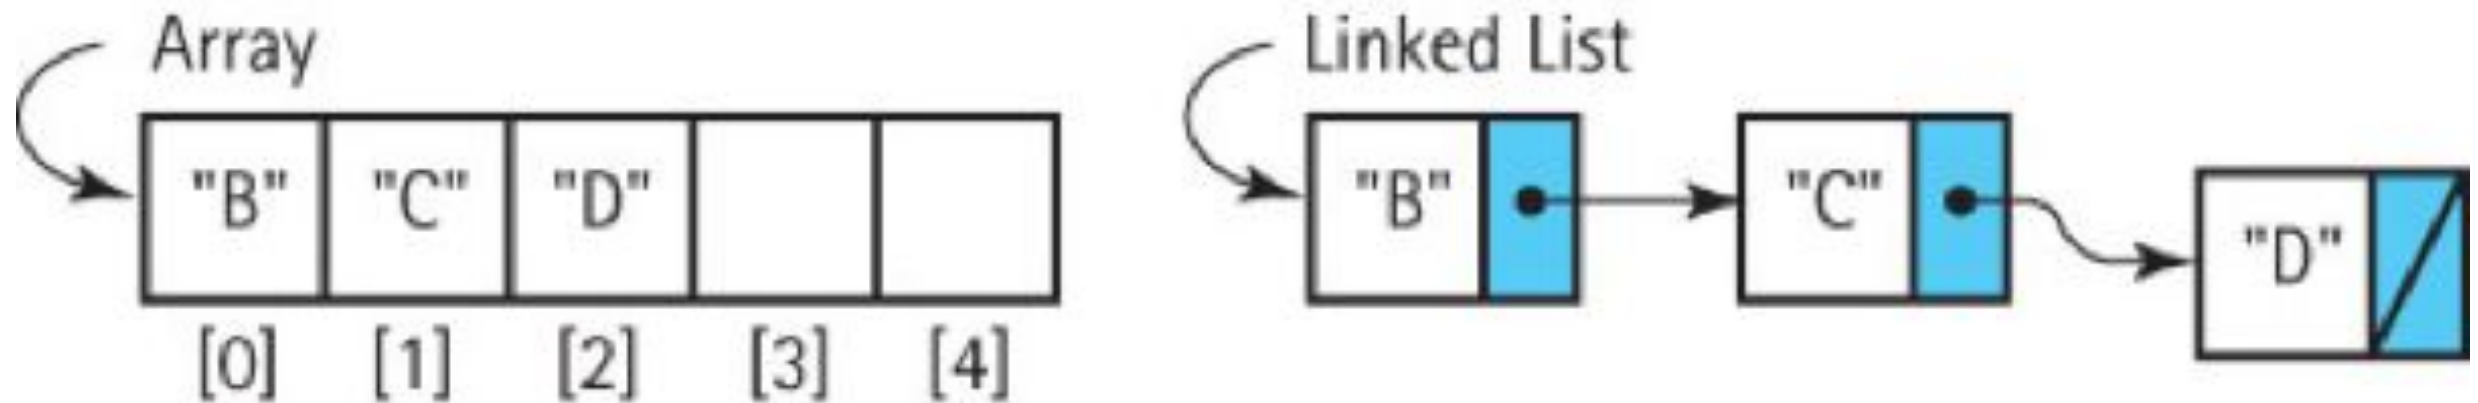 Array
"B" "C" "D"
[0] [1] [2] [3] [4]
Linked List
"B" "C" "D"